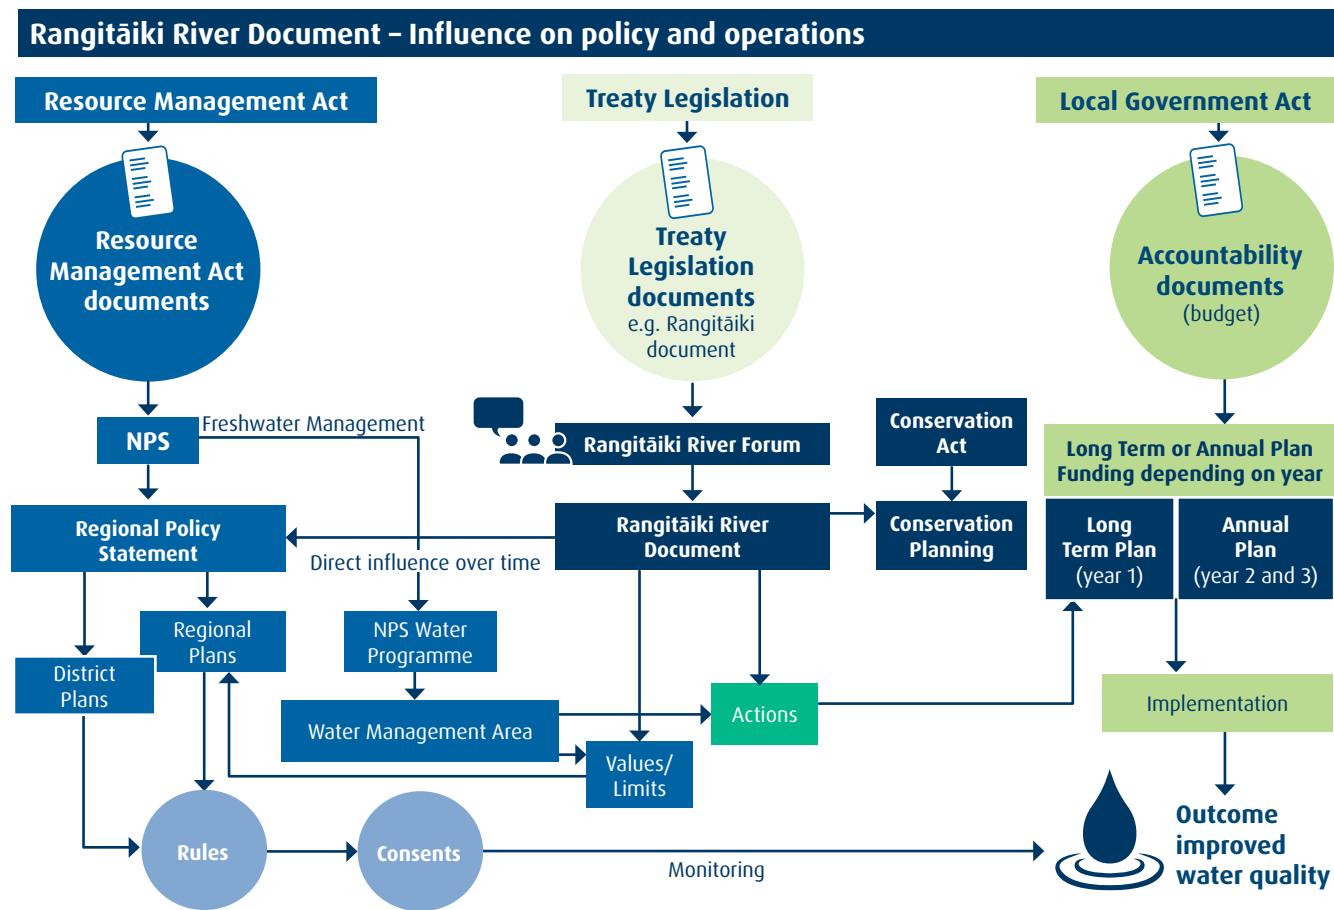 Rangitāiki River Document – Influence on policy and operations
Resource Management Act
Treaty Legislation
Local Government Act
Resource
Management Act
documents
Treaty
Legislation
documents
e.g. Rangitāiki
document
Accountability
documents
(budget)
NPS
Freshwater Management
Rangitāiki River Forum
Conservation
Act
Long Term or Annual Plan
Funding depending on year
Regional Policy
Statement
Direct influence over time
Rangitāiki River
Document
Conservation
Planning
Long
Term Plan
(year 1)
Annual
Plan
(year 2 and 3)
Regional
Plans
NPS Water
Programme
District
Plans
Water Management Area
Actions
Implementation
Values/
Limits
Rules
Consents
Monitoring
Outcome
improved
water quality